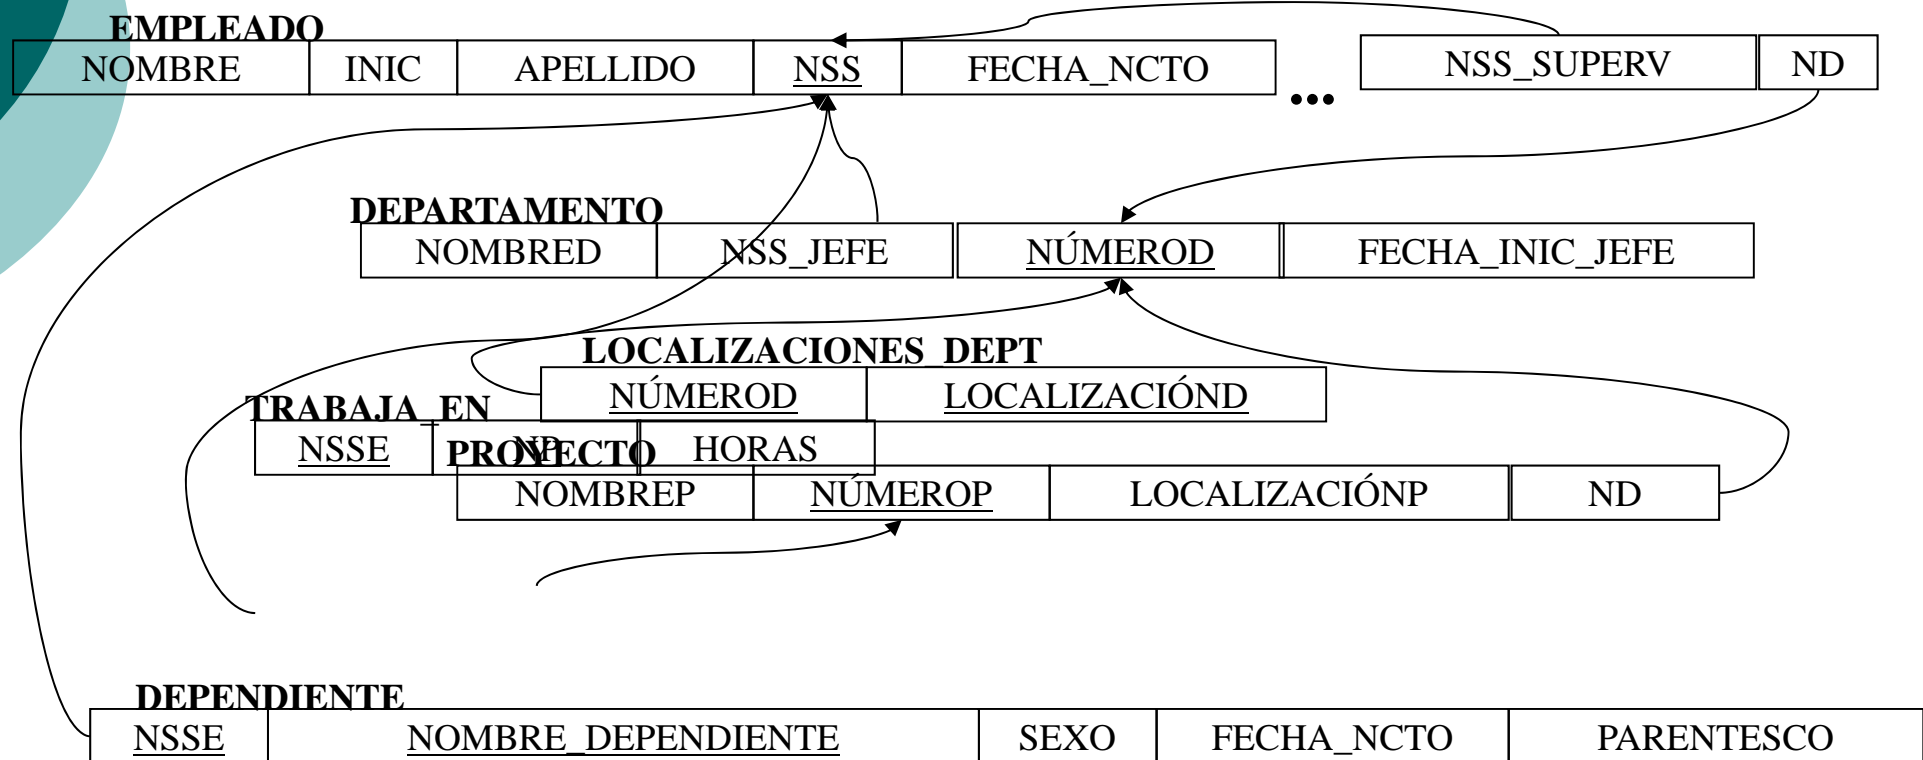 EMPLEADO
NOMBRE INIC APELLIDO NSS FECHA_NCTO ... NSS_SUPERV ND
DEPARTAMENTO
NOMBRED NSS_JEFE NÚMEROD FECHA_INIC_JEFE
LOCALIZACIONES_DEPT
NÚMEROD LOCALIZACIÓND
TRABAJA_EN
NSSE NP HORAS
PROYECTO
NOMBREP NÚMEROP LOCALIZACIÓNP ND
DEPENDIENTE
NSSE NOMBRE_DEPENDIENTE SEXO FECHA_NCTO PARENTESCO